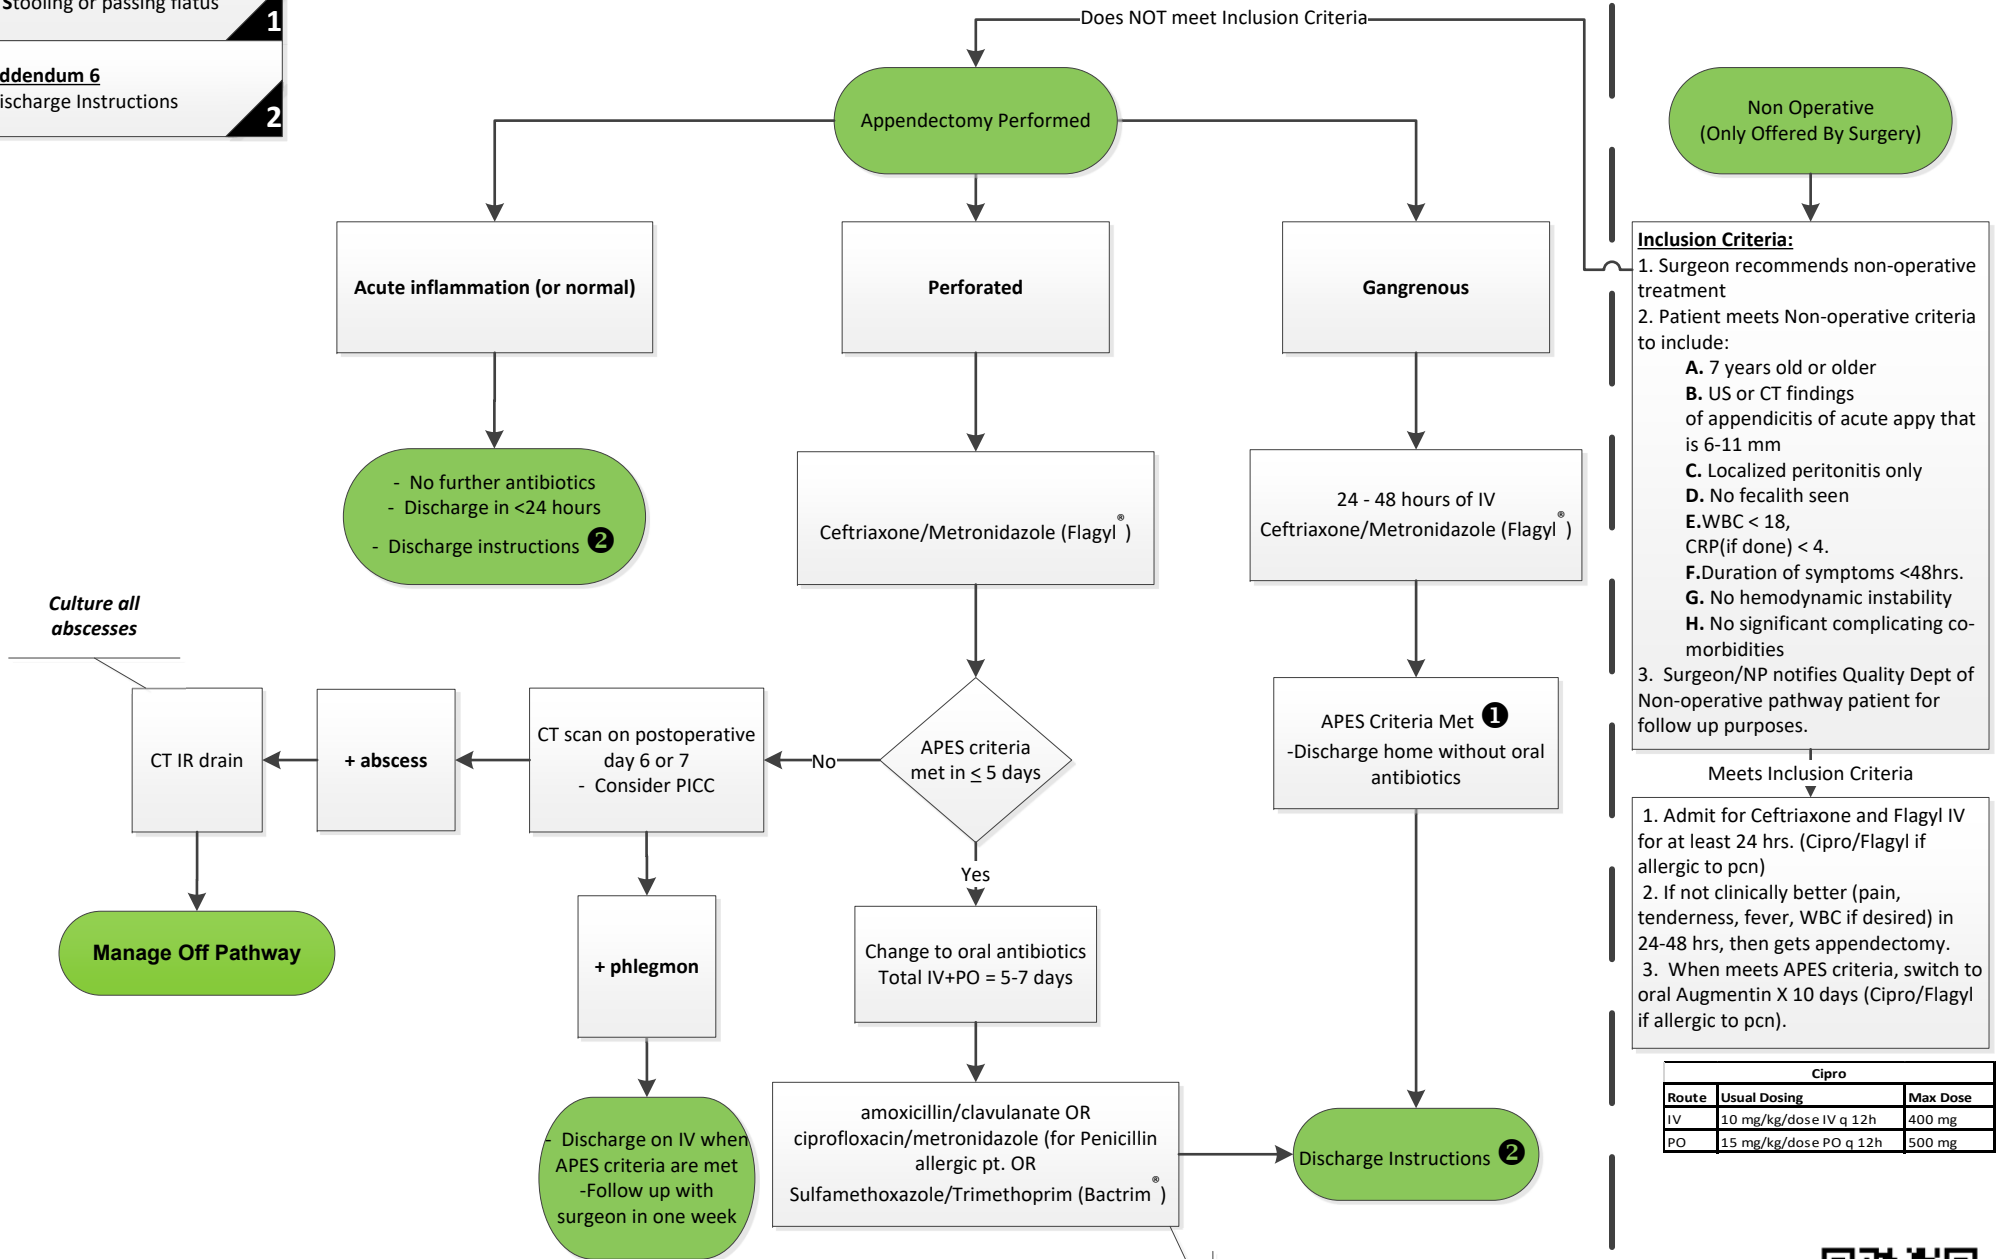 Stooling or passing flatus
1
ddendum 6
ischarge Instructions
2
Does NOT meet Inclusion Criteria
Appendectomy Performed
Acute inflammation (or normal)
Perforated
Gangrenous
- No further antibiotics
- Discharge in <24 hours
- Discharge instructions ❷
Ceftriaxone/Metronidazole (Flagyl®)
24 - 48 hours of IV
Ceftriaxone/Metronidazole (Flagyl®)
Culture all
abscesses
CT IR drain
+ abscess
CT scan on postoperative
day 6 or 7
- Consider PICC
No
APES criteria
met in ≤ 5 days
APES Criteria Met ❶
-Discharge home without oral
antibiotics
Yes
Manage Off Pathway
+ phlegmon
Change to oral antibiotics
Total IV+PO = 5-7 days
- Discharge on IV when
APES criteria are met
-Follow up with
surgeon in one week
amoxicillin/clavulanate OR
ciprofloxacin/metronidazole (for Penicillin
allergic pt. OR
Sulfamethoxazole/Trimethoprim (Bactrim®)
Discharge Instructions ❷
Non Operative
(Only Offered By Surgery)
Inclusion Criteria:
1. Surgeon recommends non-operative
treatment
2. Patient meets Non-operative criteria
to include:
A. 7 years old or older
B. US or CT findings
of appendicitis of acute appy that
is 6-11 mm
C. Localized peritonitis only
D. No fecalith seen
E.WBC < 18,
CRP(if done) < 4.
F.Duration of symptoms <48hrs.
G. No hemodynamic instability
H. No significant complicating co-
morbidities
3. Surgeon/NP notifies Quality Dept of
Non-operative pathway patient for
follow up purposes.
Meets Inclusion Criteria
1. Admit for Ceftriaxone and Flagyl IV
for at least 24 hrs. (Cipro/Flagyl if
allergic to pcn)
2. If not clinically better (pain,
tenderness, fever, WBC if desired) in
24-48 hrs, then gets appendectomy.
3. When meets APES criteria, switch to
oral Augmentin X 10 days (Cipro/Flagyl
if allergic to pcn).
Cipro
Route Usual Dosing Max Dose
IV 10 mg/kg/dose IV q 12h 400 mg
PO 15 mg/kg/dose PO q 12h 500 mg